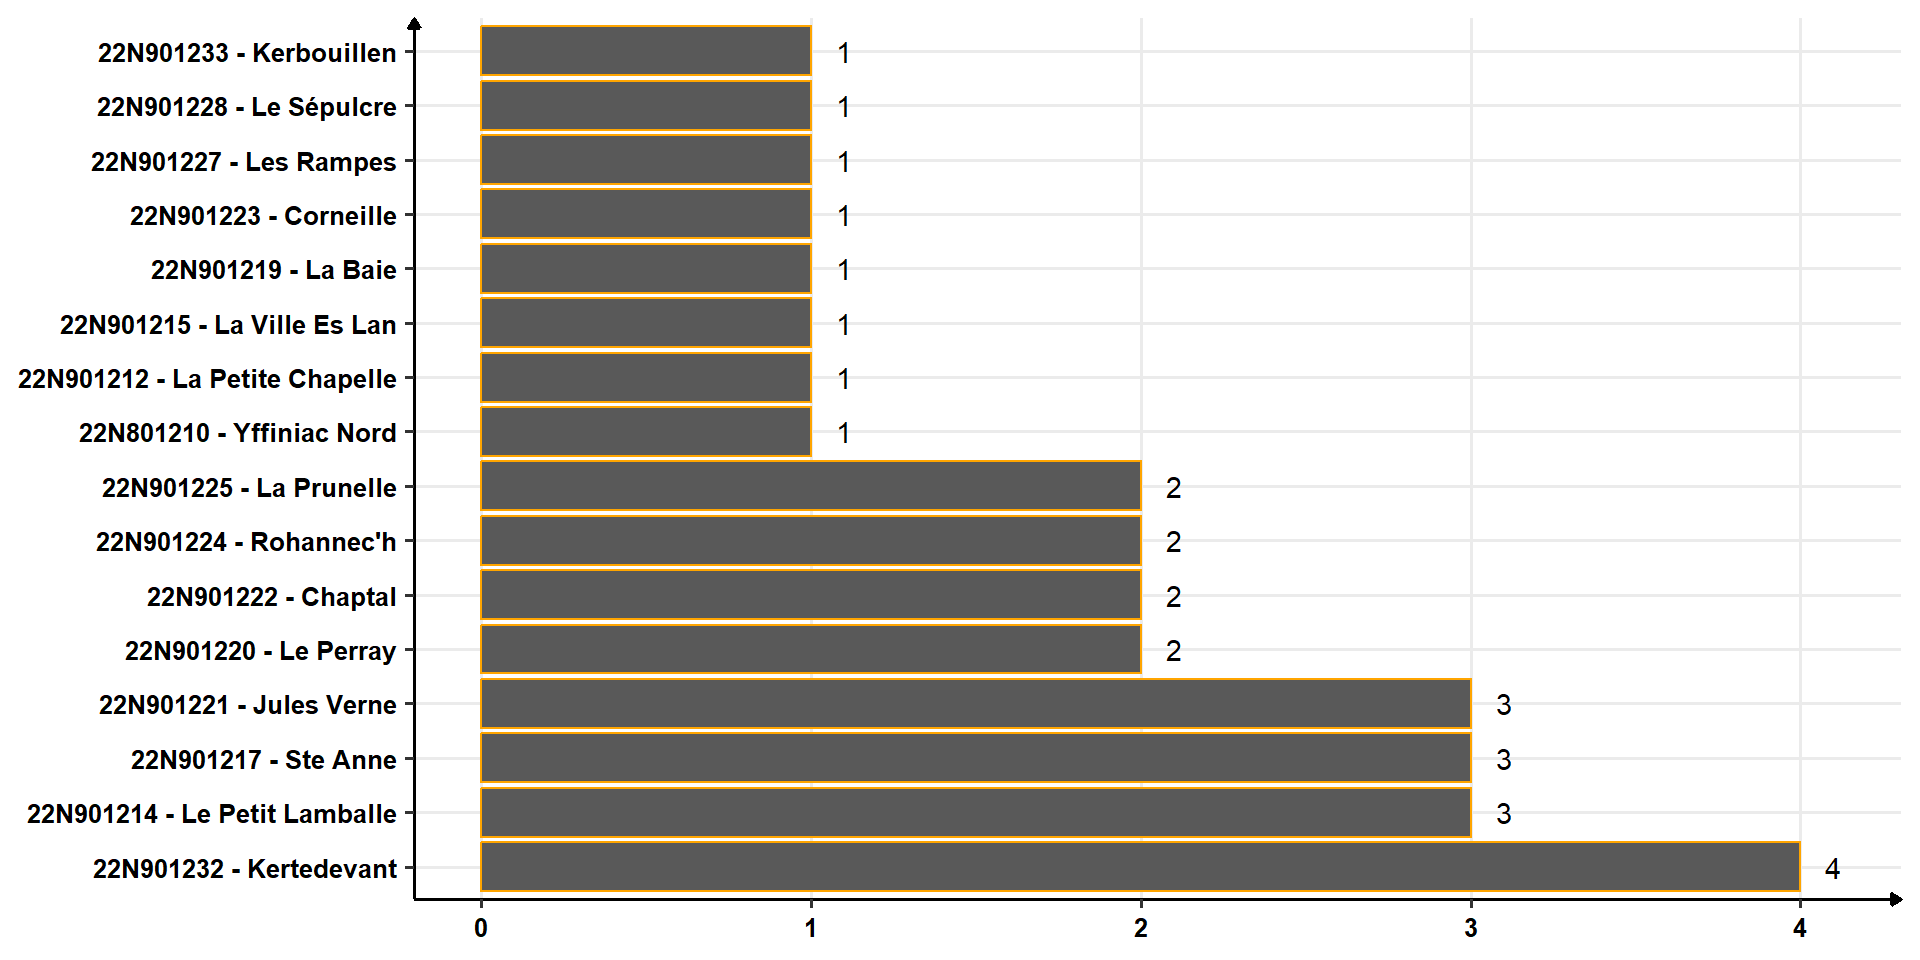 22N901233 - Kerbouillen 1
22N901228 - Le Sépulcre 1
22N901227 - Les Rampes 1
22N901223 - Corneille 1
22N901219 - La Baie 1
22N901215 - La Ville Es Lan 1
22N901212 - La Petite Chapelle 1
22N801210 - Yffiniac Nord 1
22N901225 - La Prunelle 2
22N901224 - Rohannec'h 2
22N901222 - Chaptal 2
22N901220 - Le Perray 2
22N901221 - Jules Verne 3
22N901217 - Ste Anne 3
22N901214 - Le Petit Lamballe 3
22N901232 - Kertedevant 4
0 1 2 3 4